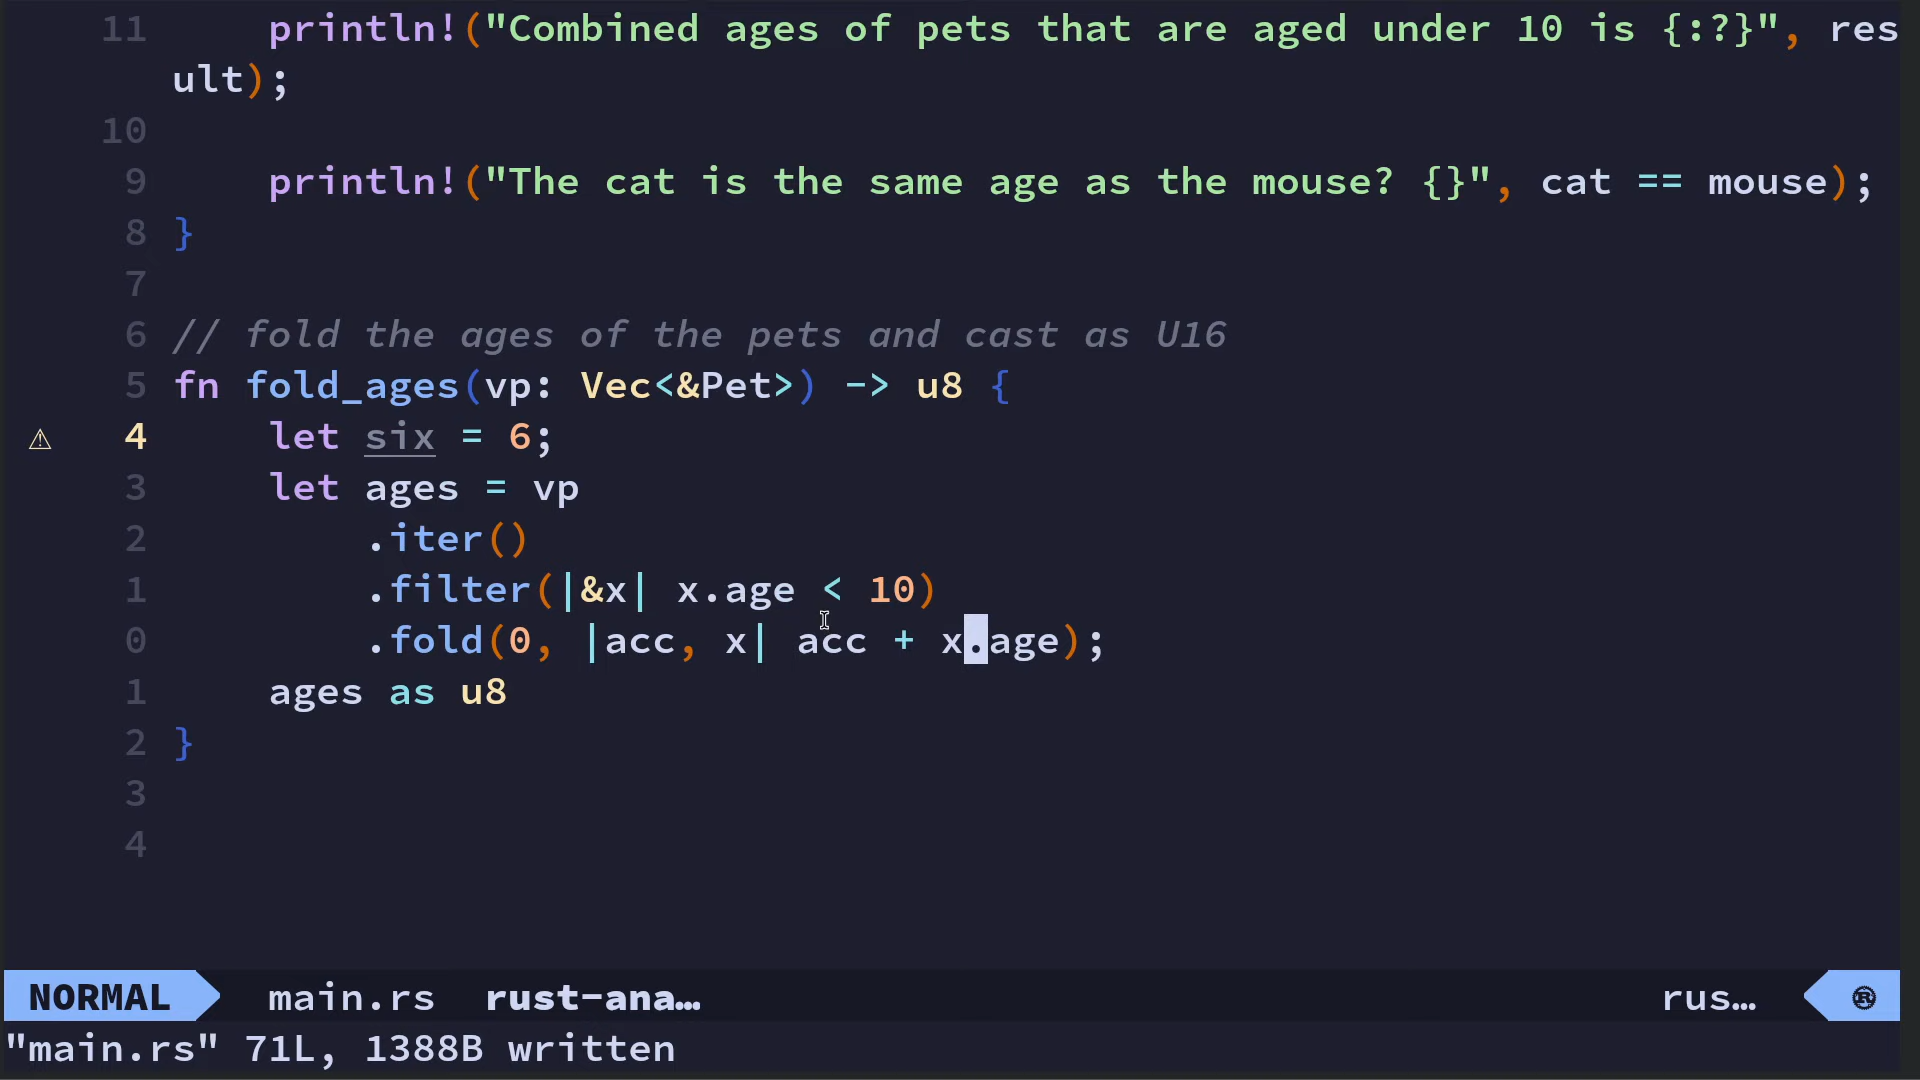 11     println!("Combined ages of pets that are aged under 10 is {:?}", res
ult);
10
9     println!("The cat is the same age as the mouse? {}", cat == mouse);
8 }
7
6 // fold the ages of the pets and cast as U16
5 fn fold_ages(vp: Vec<&Pet>) -> u8 {
⚠ 4     let six = 6;
3     let ages = vp
2         .iter()
1         .filter(|&x| x.age < 10)
0         .fold(0, |acc, x| acc + x.age);
1     ages as u8
2 }
3
4
NORMAL main.rs rust-ana… rus… ®
"main.rs" 71L, 1388B written